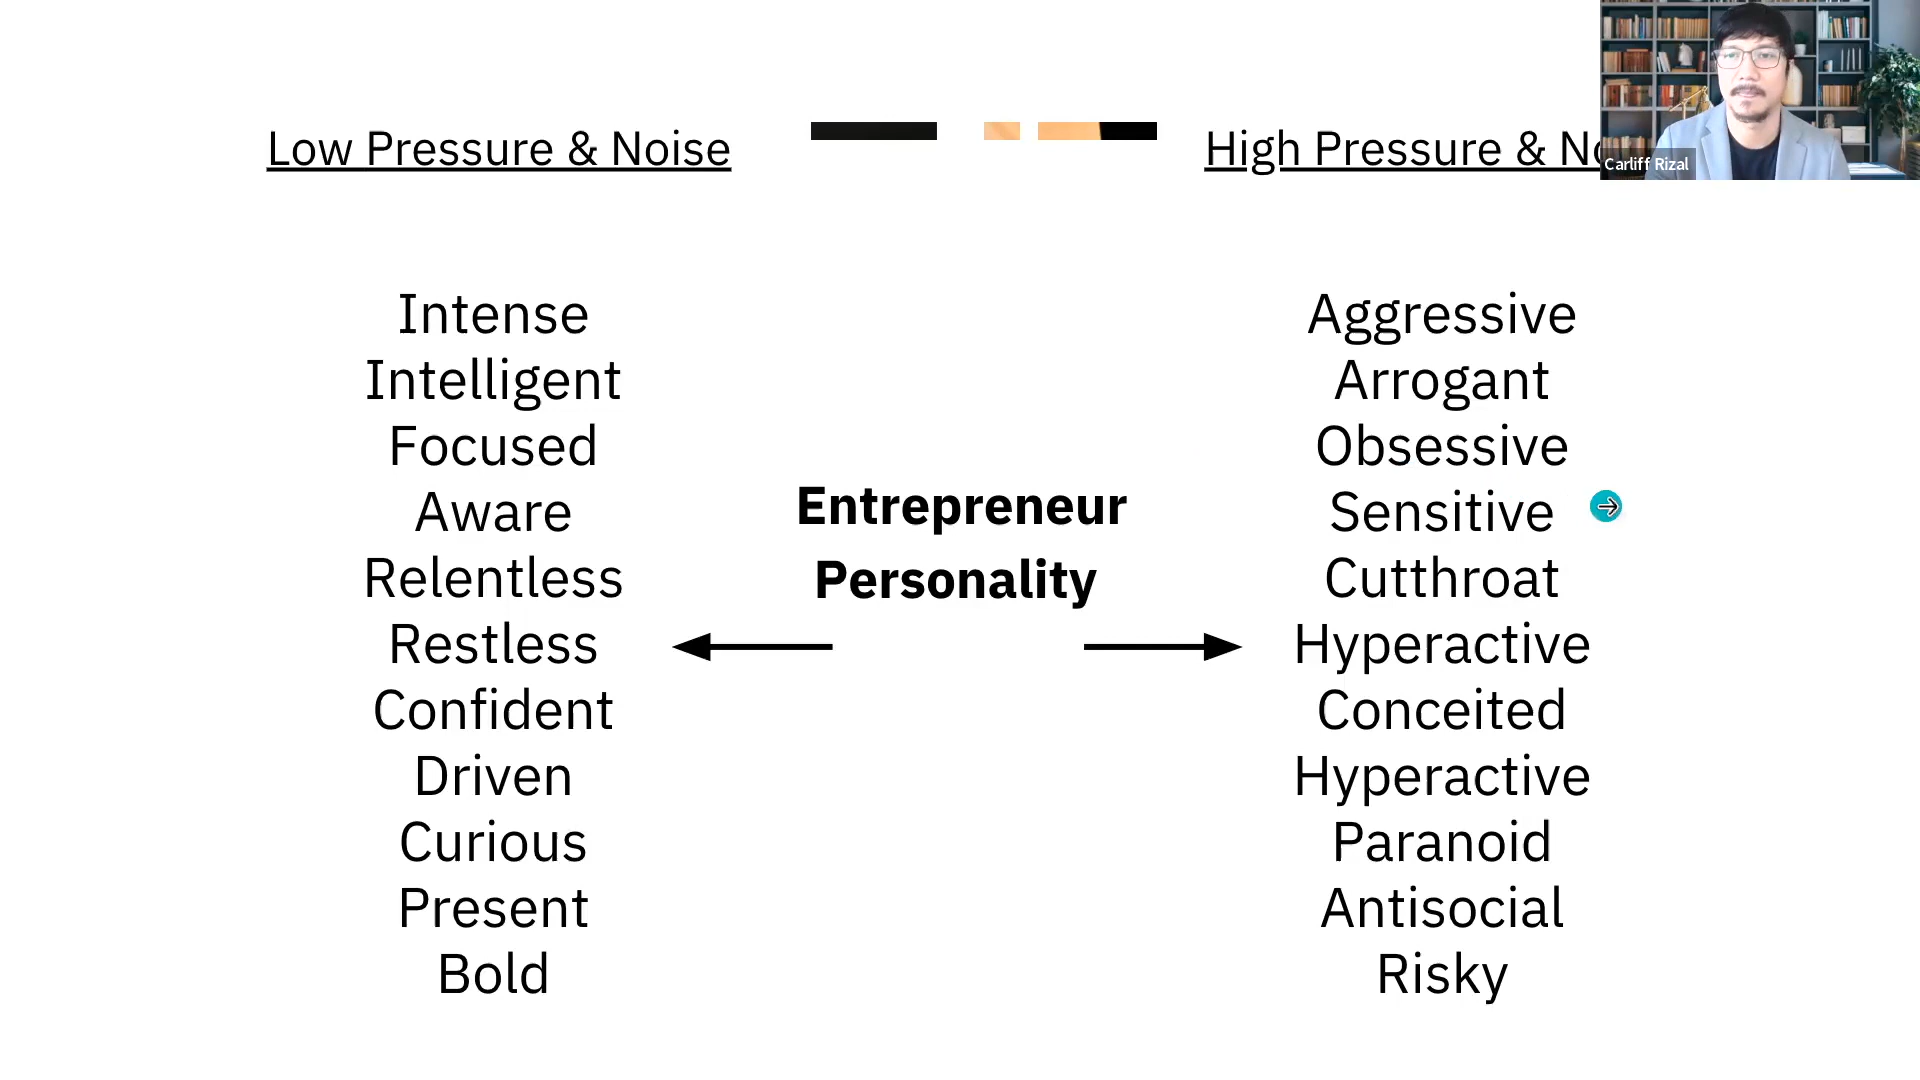 Low Pressure & Noise
High Pressure &
Carliff Rizal
Intense
Intelligent
Focused
Aware
Relentless
Restless
Confident
Driven
Curious
Present
Bold
Entrepreneur
Personality
Aggressive
Arrogant
Obsessive
Sensitive
Cutthroat
Hyperactive
Conceited
Hyperactive
Paranoid
Antisocial
Risky